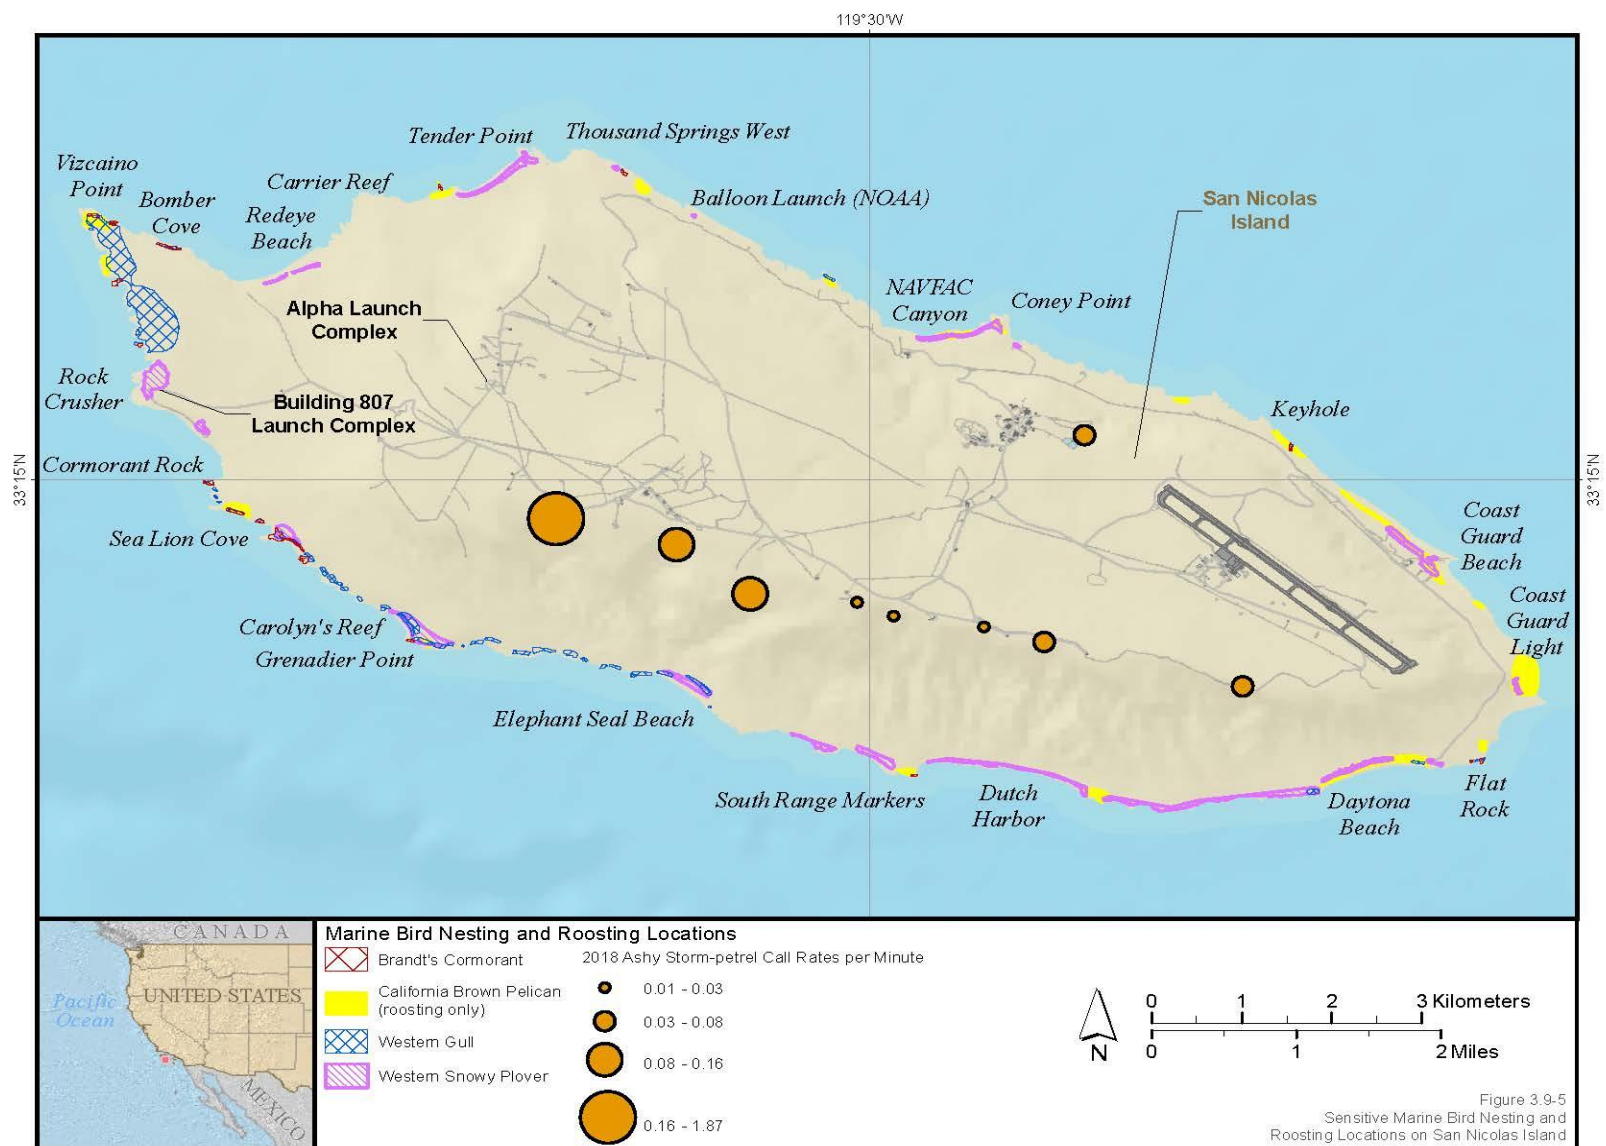 119°30'W
Tender Point
Thousand Springs West
Vizcaino
Point
Carrier Reef
Bomber
Cove
Redeye
Beach
Balloon Launch (NOAA)
San Nicolas
Island
NAVFAC
Canyon
Coney Point
Alpha Launch
Complex
Rock
Crusher
Building 807
Launch Complex
Keyhole
Cormorant Rock
33°15'N
33°15'N
Sea Lion Cove
Coast
Guard
Beach
Coast
Guard
Light
Carolyn's Reef
Grenadier Point
Elephant Seal Beach
South Range Markers
Dutch
Harbor
Daytona
Beach
Flat
Rock
CANADA
UNITED STATES
Pacific
Ocean
MEXICO
Marine Bird Nesting and Roosting Locations
Brandt's Cormorant
California Brown Pelican
(roosting only)
Western Gull
Western Snowy Plover
2018 Ashy Storm-petrel Call Rates per Minute
0.01 - 0.03
0.03 - 0.08
0.08 - 0.16
0.16 - 1.87
N
0 1 2 3 Kilometers
0 1 2 Miles
Figure 3.9-5
Sensitive Marine Bird Nesting and
Roosting Locations on San Nicolas Island